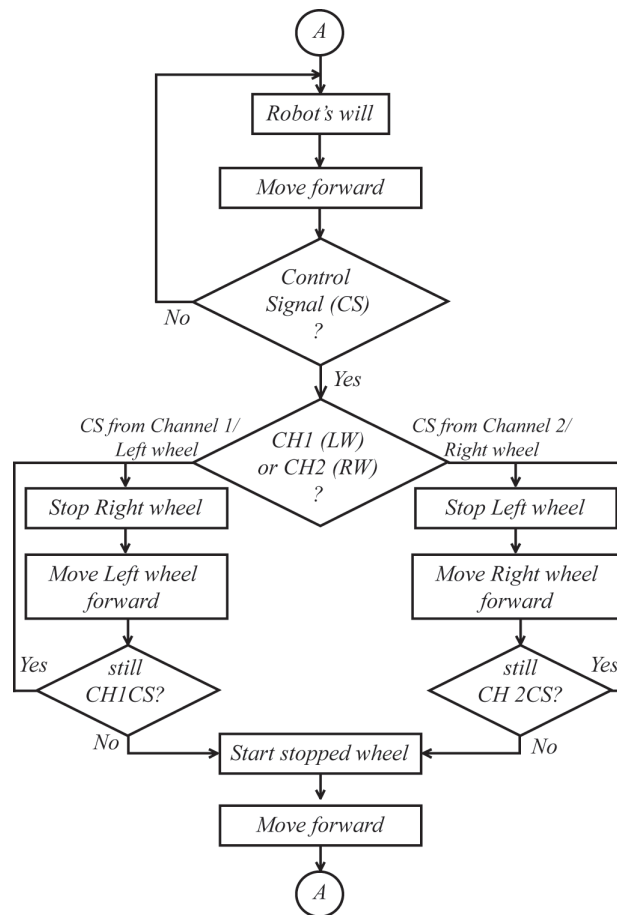 A
Robot's will
Move forward
Control
Signal (CS)
?
No
Yes
CS from Channel 1/
Left wheel
CH1 (LW)
or CH2 (RW)
?
CS from Channel 2/
Right wheel
Stop Right wheel
Stop Left wheel
Move Left wheel
forward
Move Right wheel
forward
Yes
still
CH1CS?
still
CH 2CS?
Yes
No
No
Start stopped wheel
Move forward
A